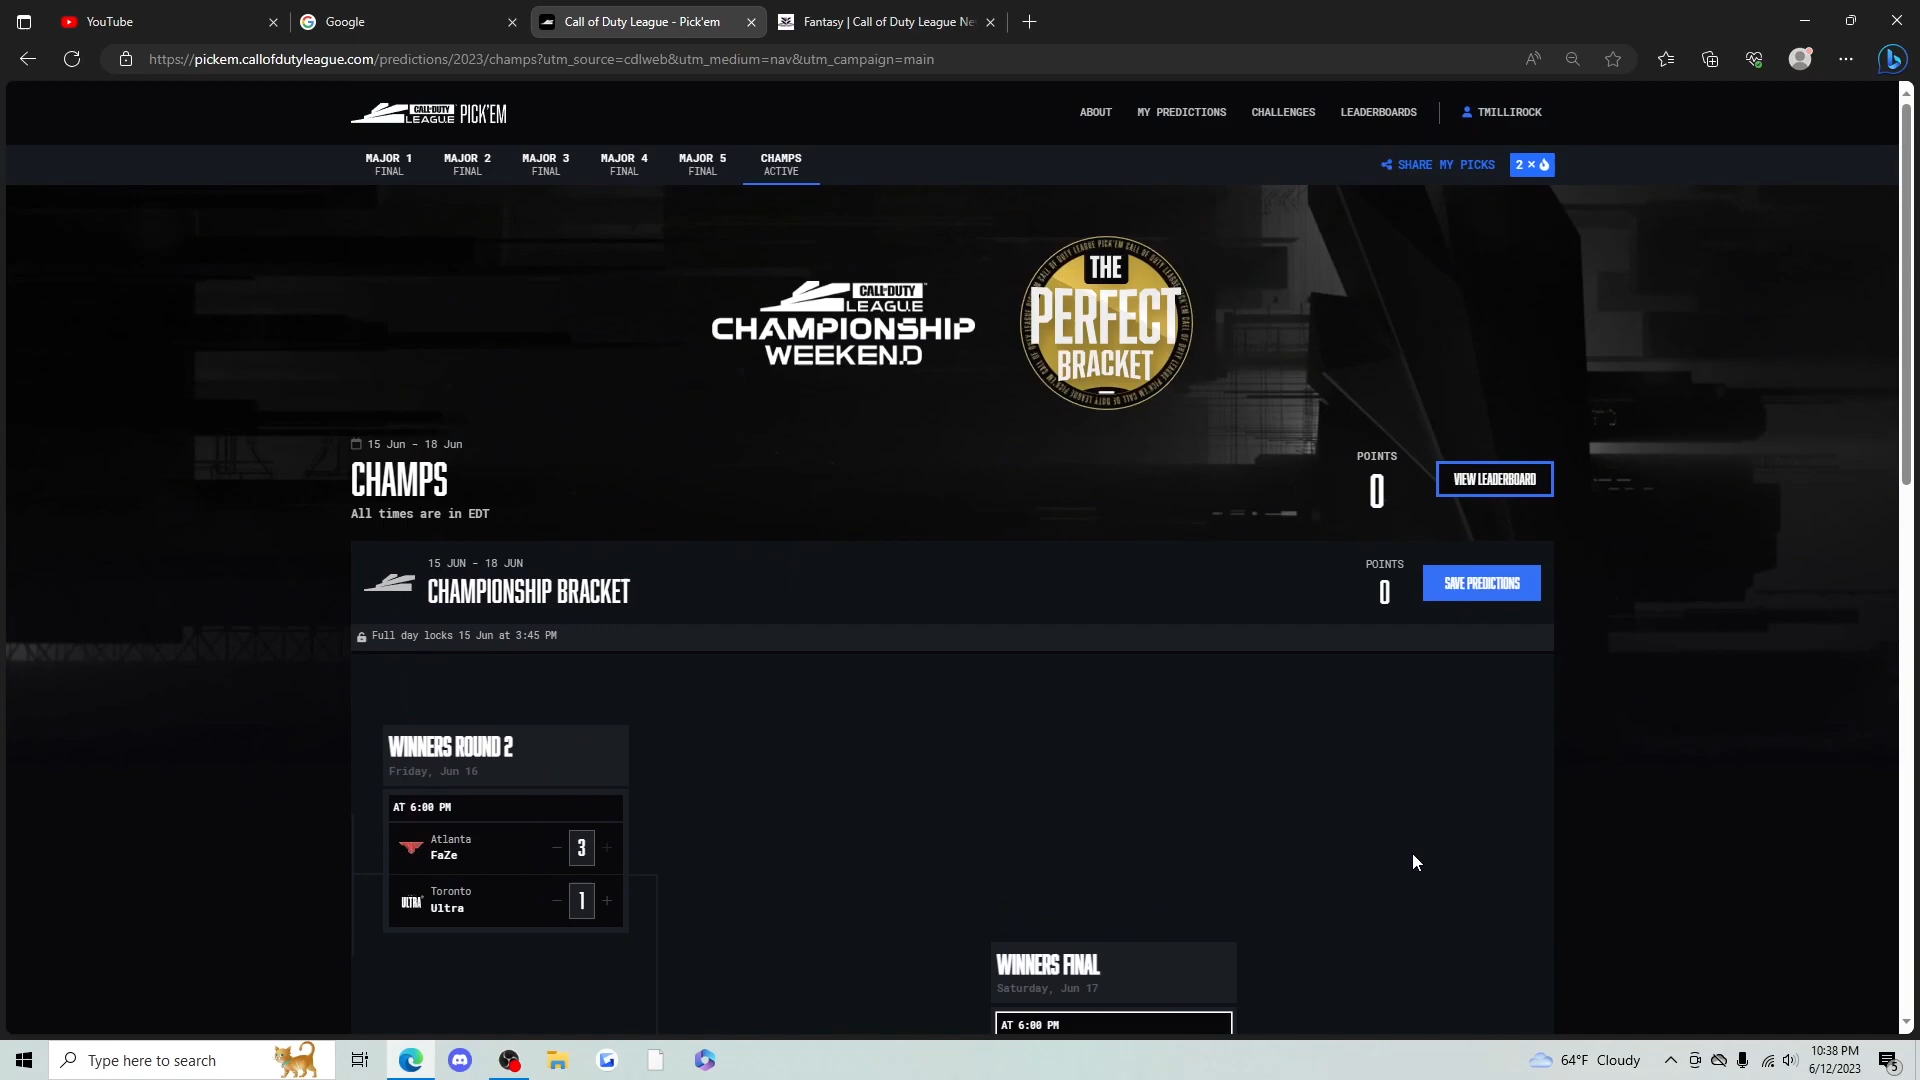 YouTube
Google
Call of Duty League - Pick'em
Fantasy | Call of Duty League Ne
https://pickem.callofdutyleague.com/predictions/2023/champs?utm_source=cdlweb&utm_medium=nav&utm_campaign=main
CALL OF DUTY LEAGUE PICK'EM
ABOUT
MY PREDICTIONS
CHALLENGES
LEADERBOARDS
TMILLIROCK
MAJOR 1
FINAL
MAJOR 2
FINAL
MAJOR 3
FINAL
MAJOR 4
FINAL
MAJOR 5
FINAL
CHAMPS
ACTIVE
SHARE MY PICKS
2 ×
CALL OF DUTY
LEAGUE
CHAMPIONSHIP
WEEKEND
THE
PERFECT
BRACKET
15 Jun - 18 Jun
CHAMPS
All times are in EDT
POINTS
0
VIEW LEADERBOARD
15 JUN - 18 JUN
CHAMPIONSHIP BRACKET
POINTS
0
SAVE PREDICTIONS
Full day locks 15 Jun at 3:45 PM
WINNERS ROUND 2
Friday, Jun 16
AT 6:00 PM
Atlanta
FaZe
− 3 +
ULTRA
Toronto
Ultra
− 1 +
WINNERS FINAL
Saturday, Jun 17
AT 6:00 PM
Type here to search
64°F Cloudy
10:38 PM
6/12/2023
5